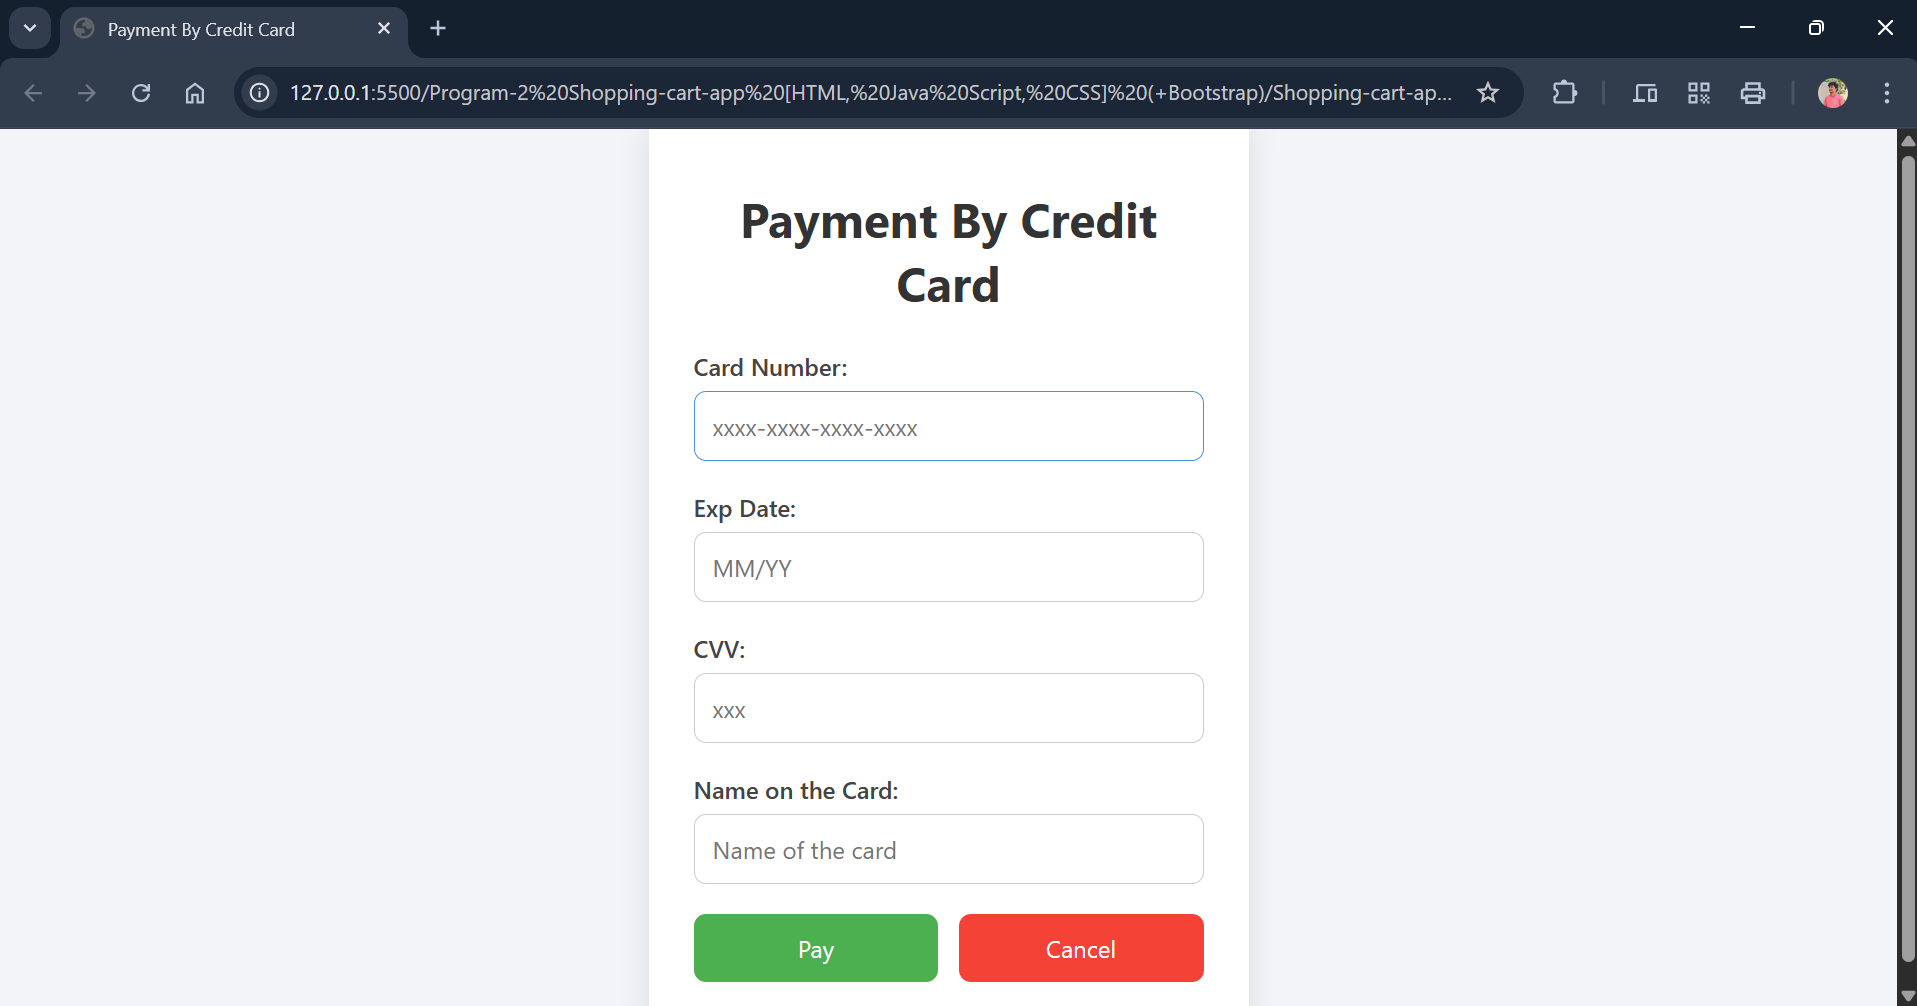 Payment By Credit Card
127.0.0.1:5500/Program-2%20Shopping-cart-app%20[HTML,%20Java%20Script,%20CSS]%20(+Bootstrap)/Shopping-cart-ap...
Payment By Credit
Card
Card Number:
xxxx-xxxx-xxxx-xxxx
Exp Date:
MM/YY
CVV:
xxx
Name on the Card:
Name of the card
Pay
Cancel